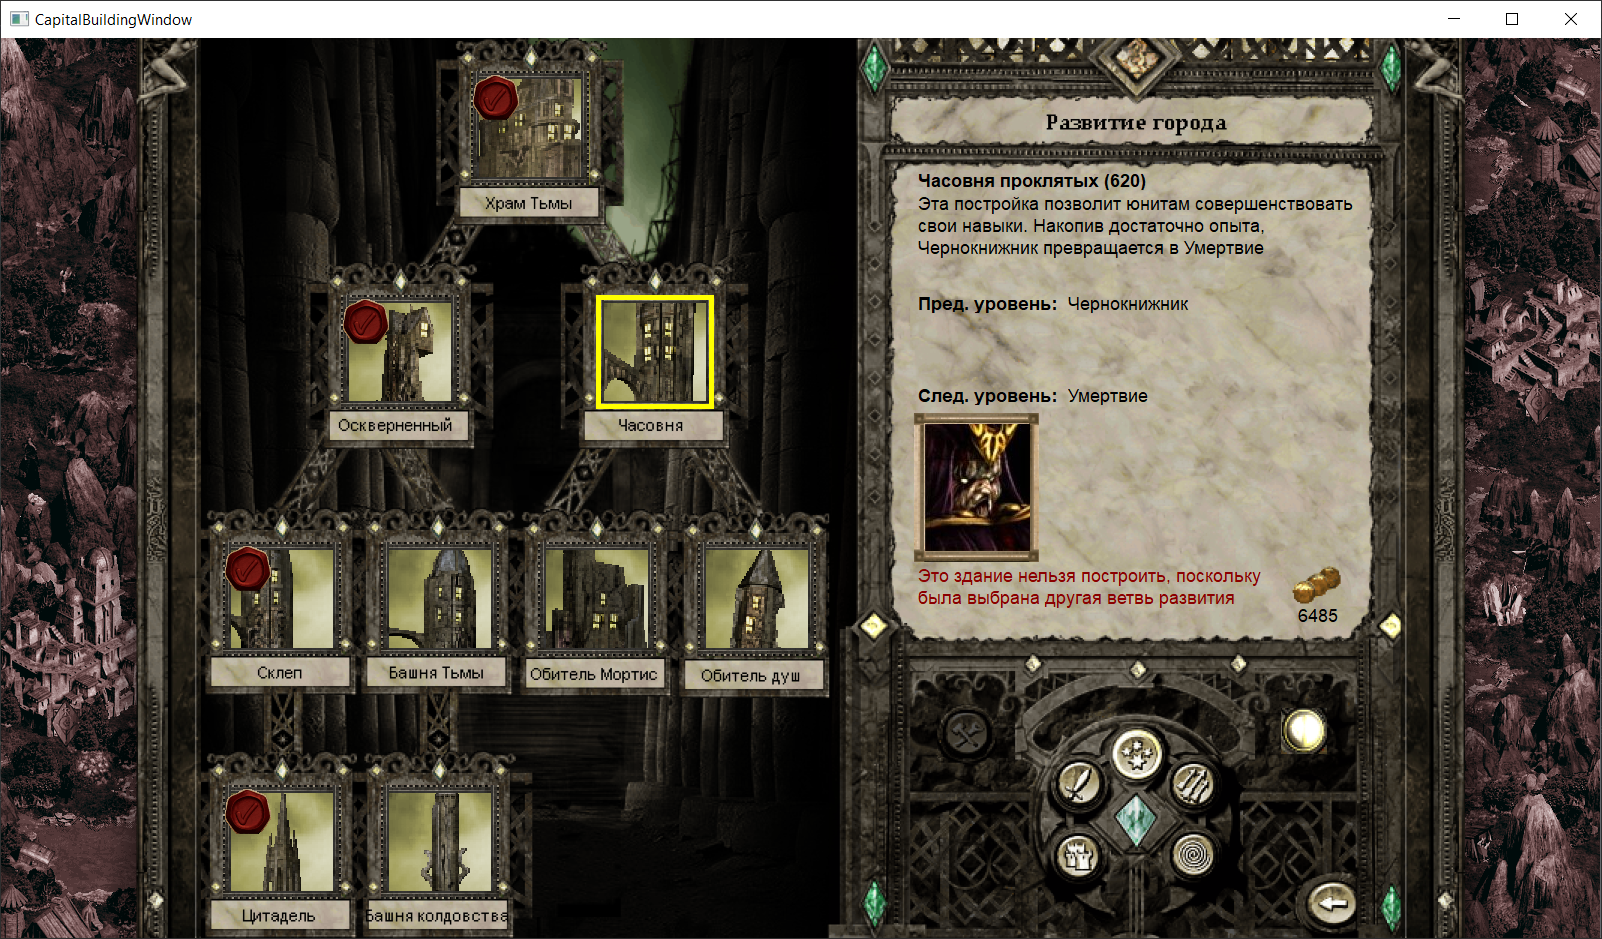 CapitalBuildingWindow
Храм Тьмы
Оскверненный
Часовня
Склеп
Башня Тьмы
Обитель Мортис
Обитель душ
Цитадель
Башня колдовства
Развитие города
Часовня проклятых (620)
Эта постройка позволит юнитам совершенствовать
свои навыки. Накопив достаточно опыта,
Чернокнижник превращается в Умертвие
Пред. уровень: Чернокнижник
След. уровень: Умертвие
Это здание нельзя построить, поскольку
была выбрана другая ветвь развития
6485